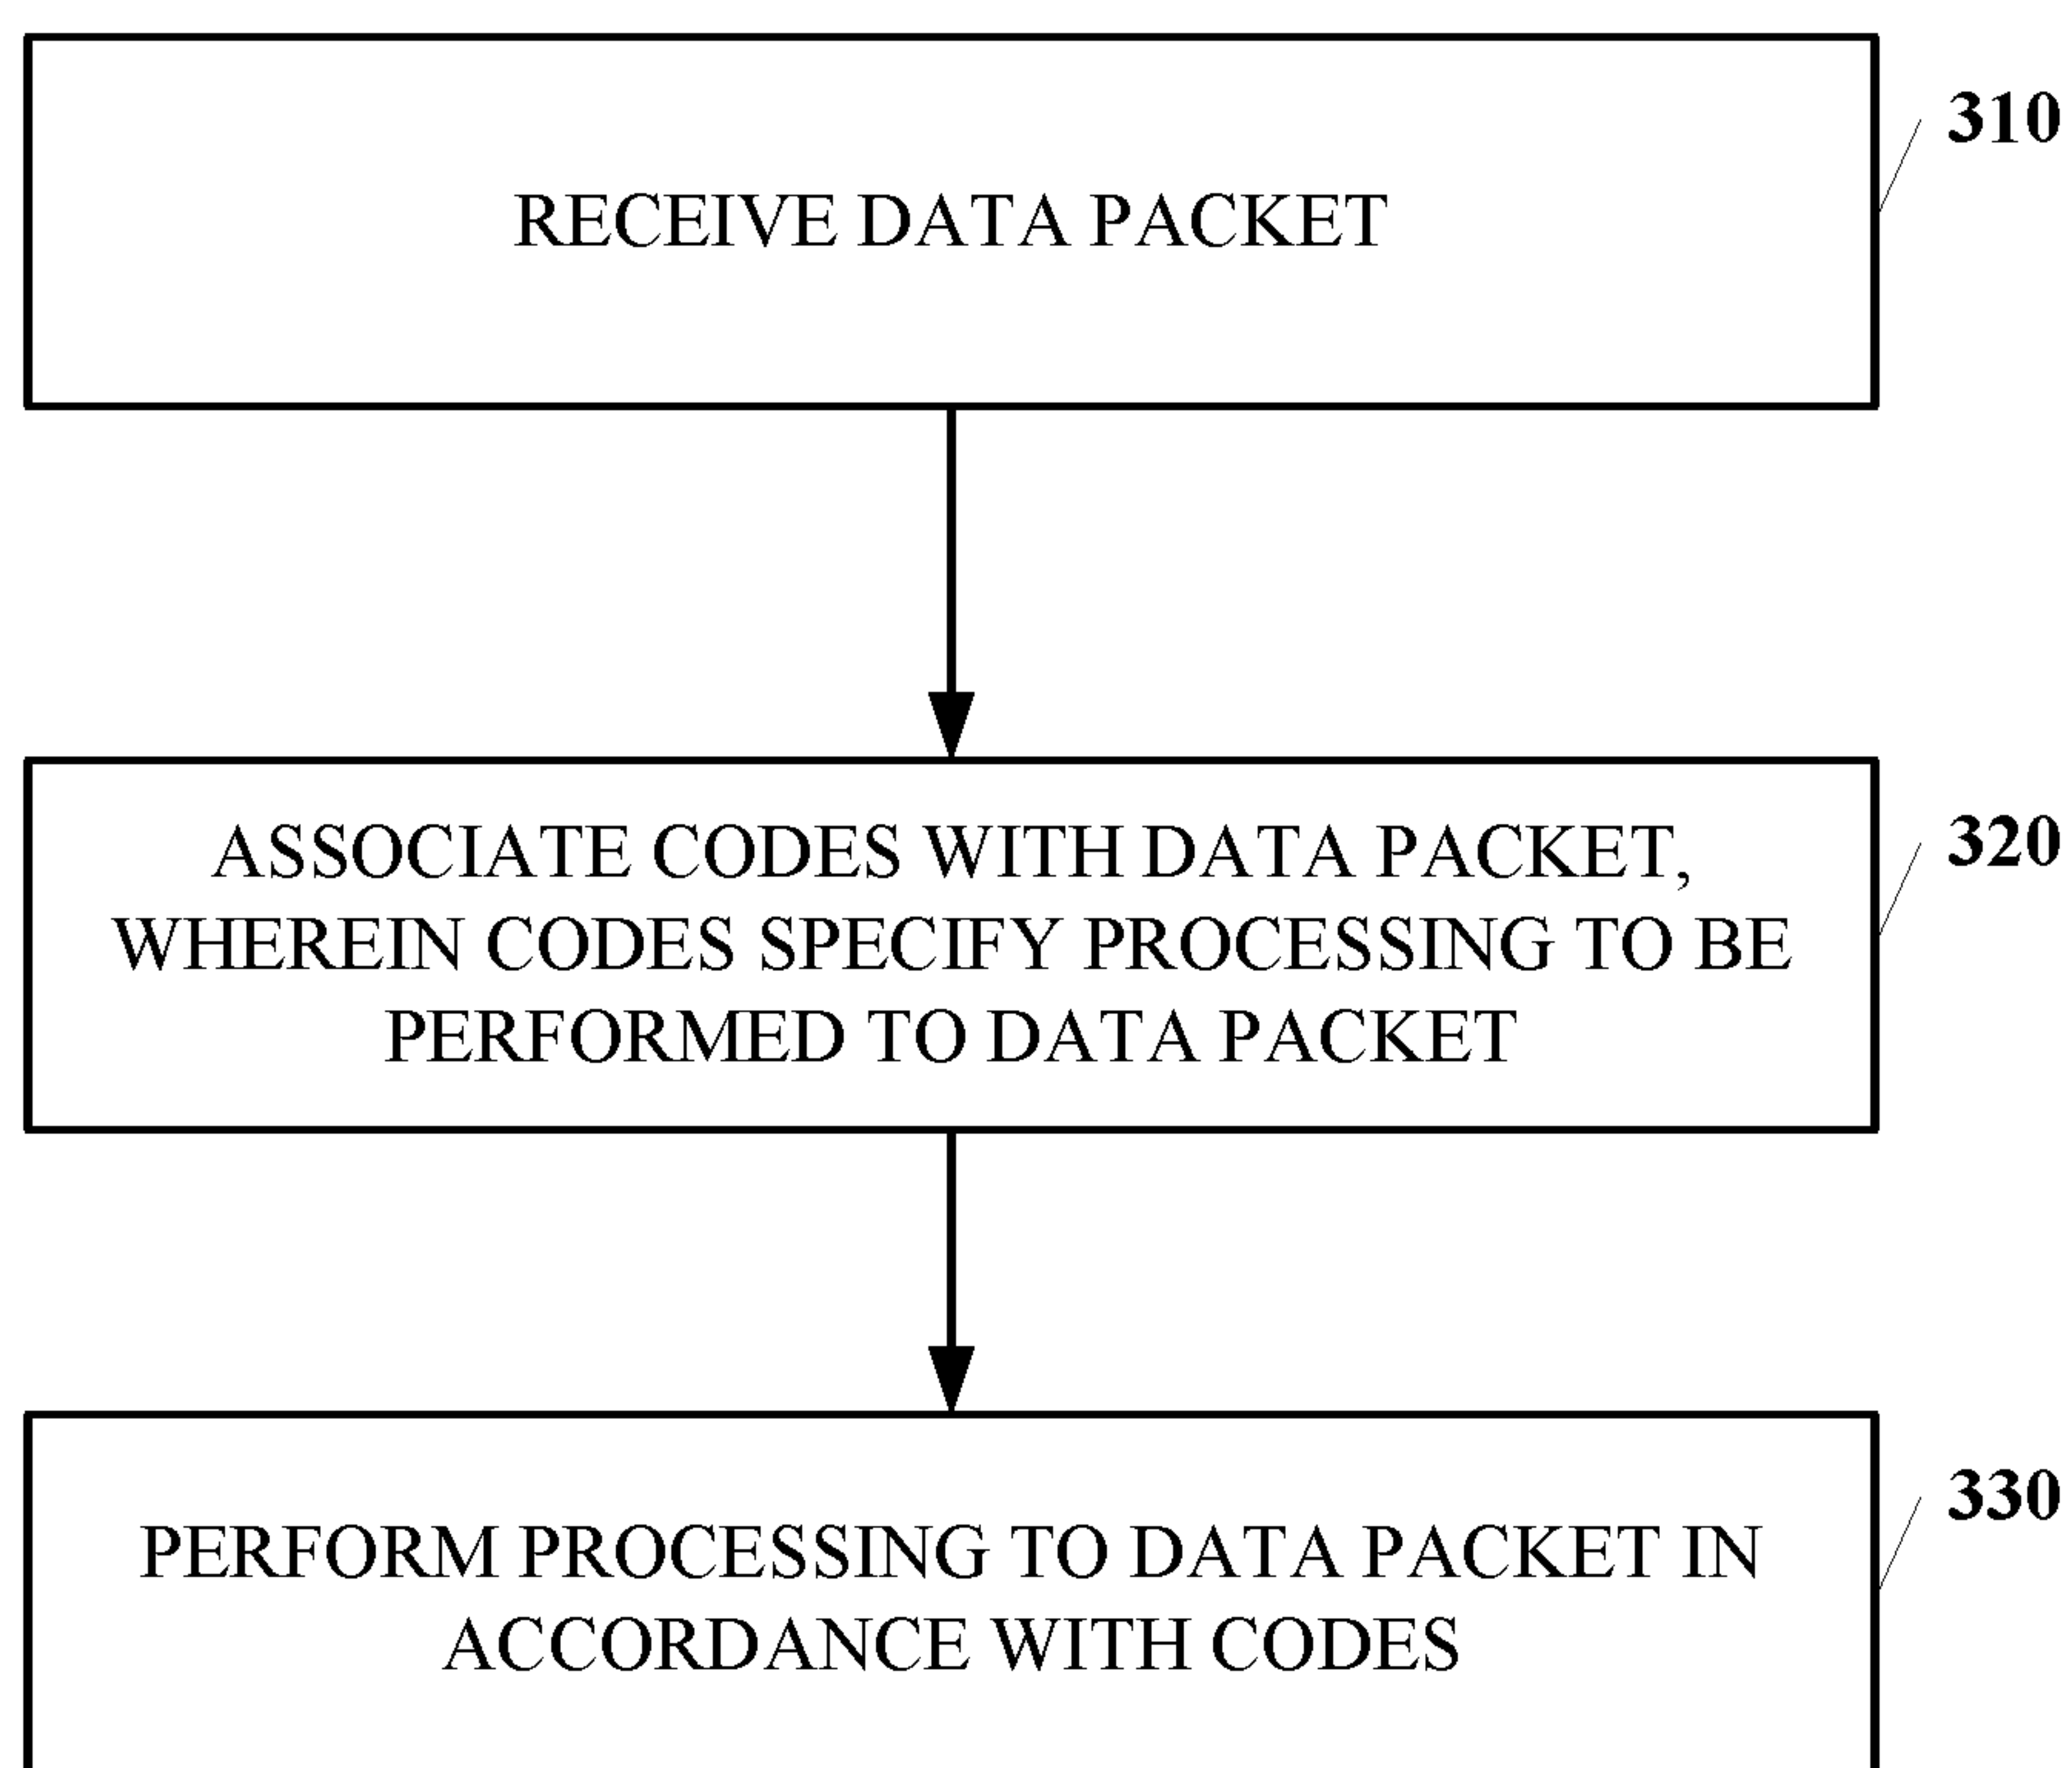 310
RECEIVE DATA PACKET
320
ASSOCIATE CODES WITH DATA PACKET,
WHEREIN CODES SPECIFY PROCESSING TO BE
PERFORMED TO DATA PACKET
330
PERFORM PROCESSING TO DATA PACKET IN
ACCORDANCE WITH CODES